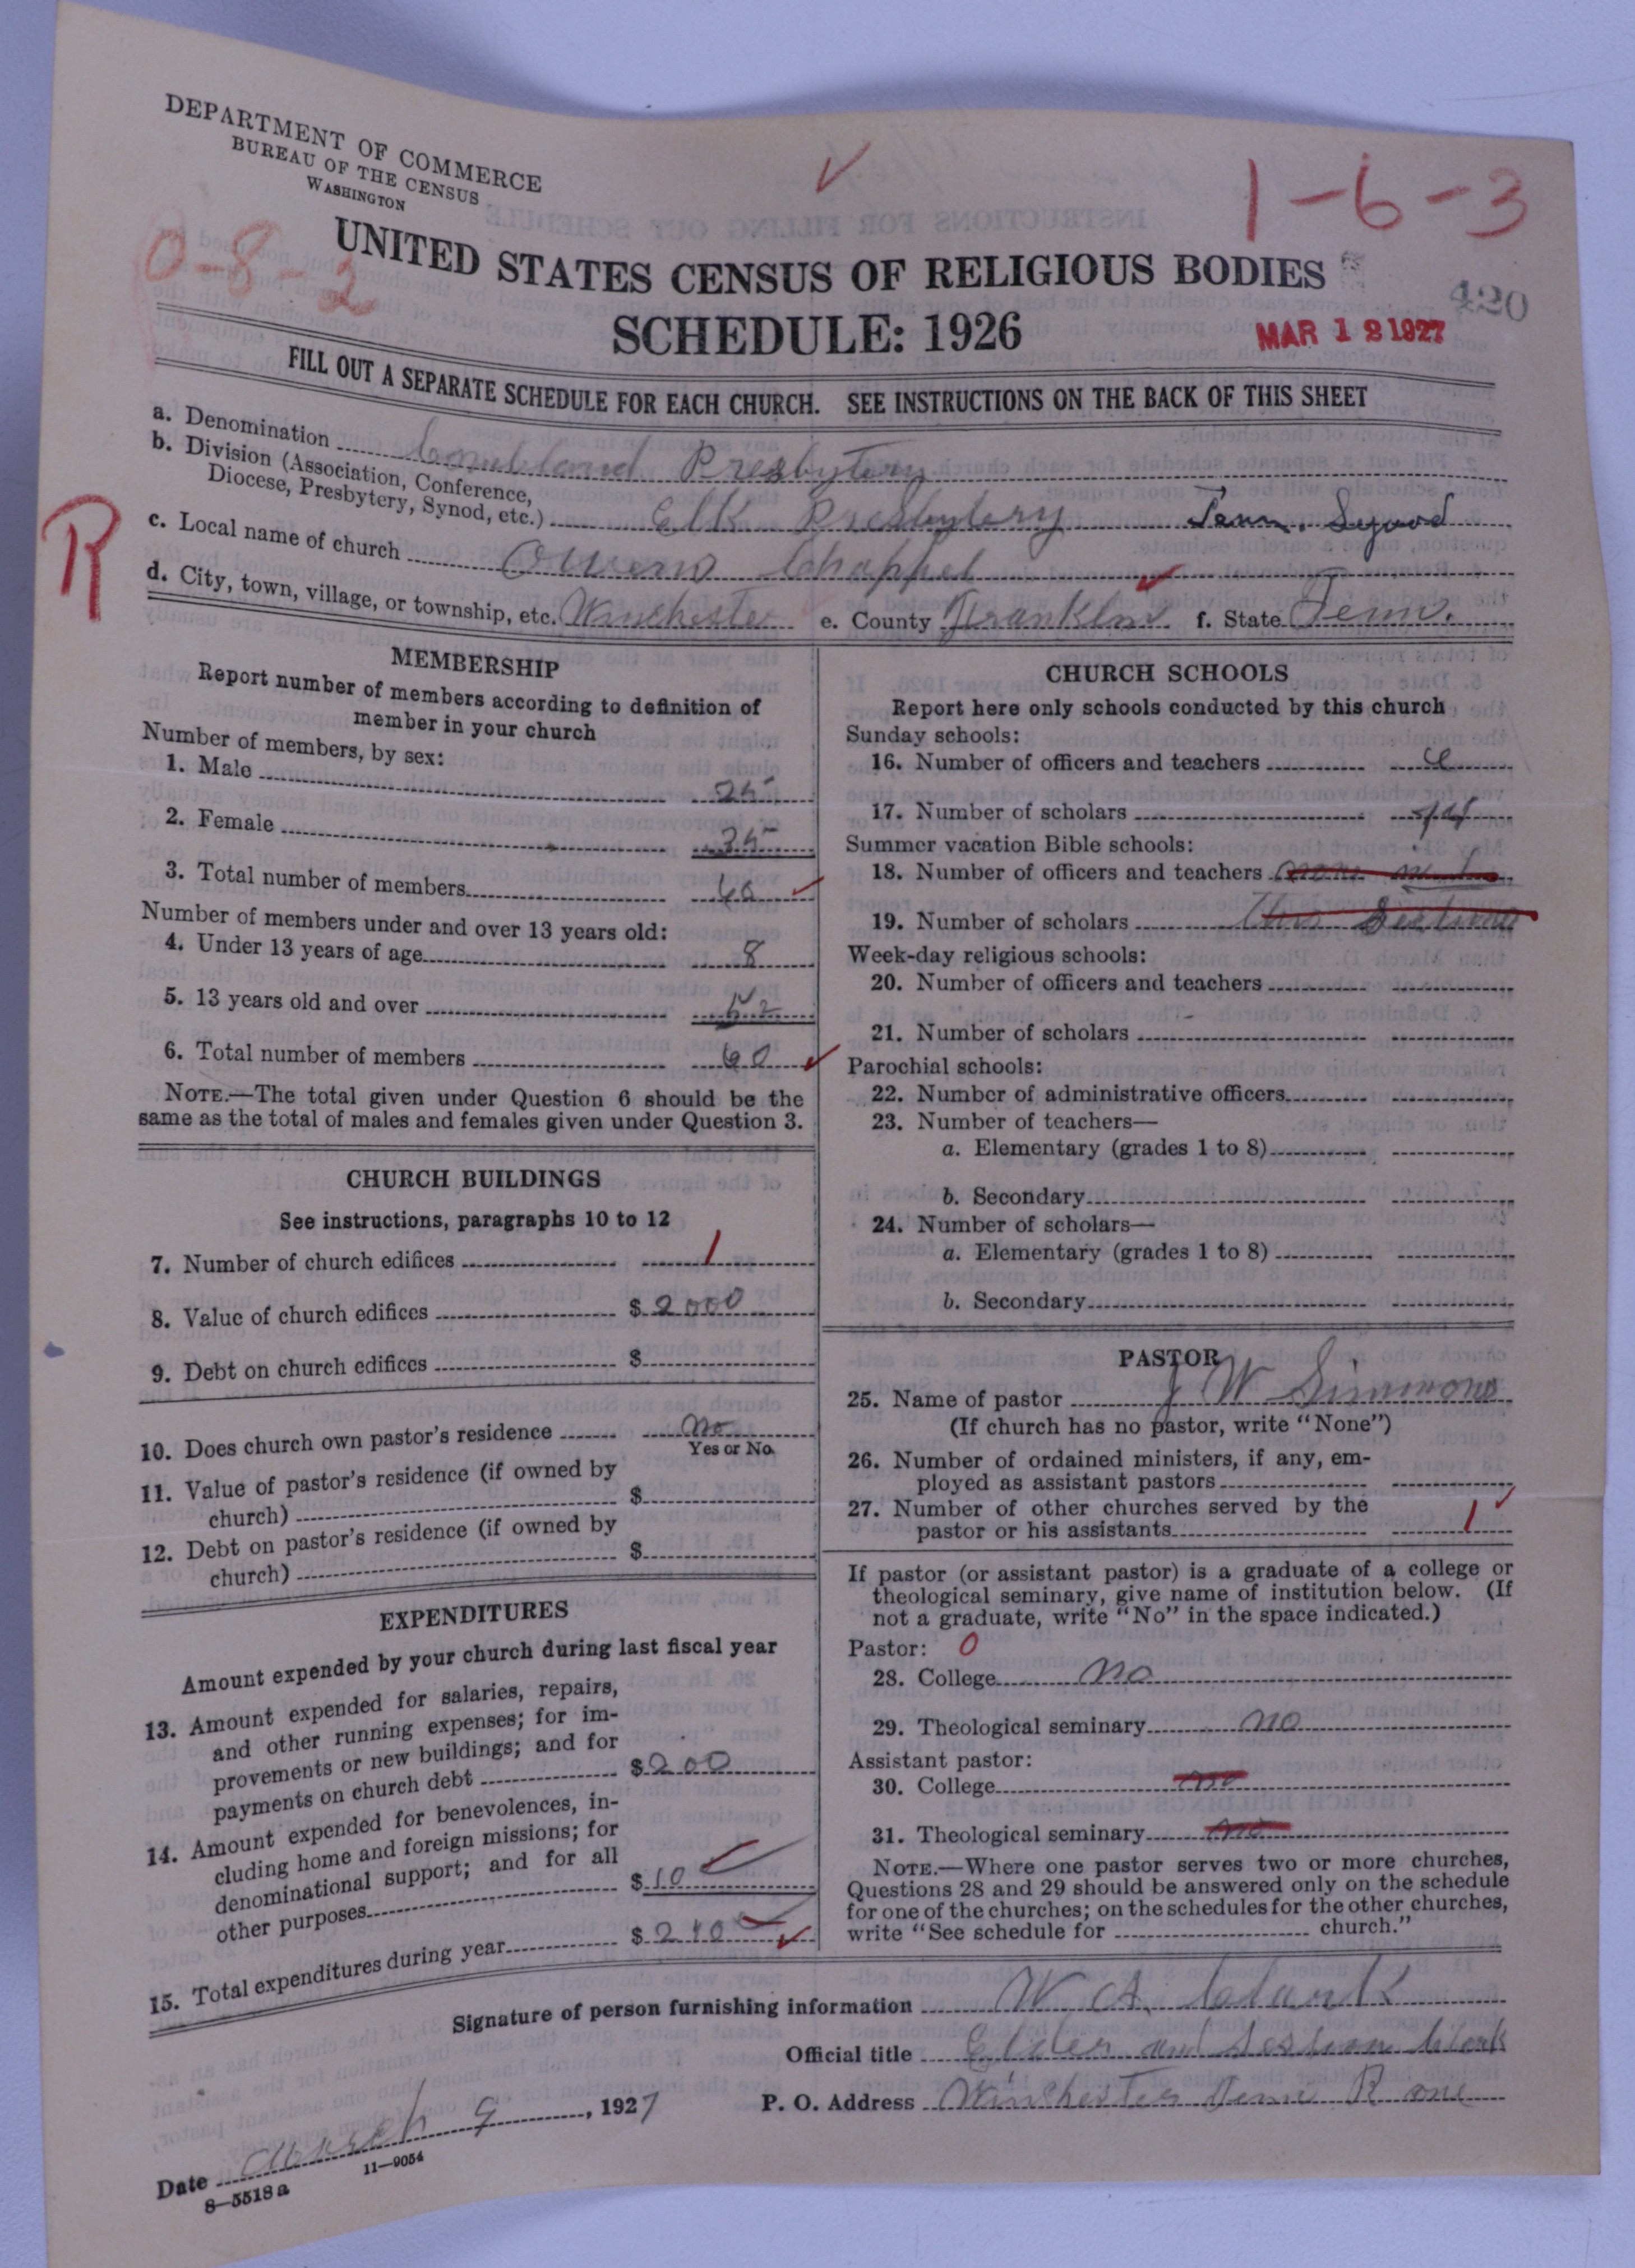 DEPARTMENT OF COMMERCE
BUREAU OF THE CENSUS
WASHINGTON
1-6-3
0-8-2
UNITED STATES CENSUS OF RELIGIOUS BODIES
420
SCHEDULE: 1926
MAR 12 1927
FILL OUT A SEPARATE SCHEDULE FOR EACH CHURCH. SEE INSTRUCTIONS ON THE BACK OF THIS SHEET
R
a. Denomination Presbytery
b. Division (Association, Conference,
Diocese, Presbytery, Synod, etc.) Elk Presbytery Tenn. Synod
c. Local name of church Owens Chappel
d. City, town, village, or township, etc. Winchester e. County Franklin f. State Tenn.
MEMBERSHIP
Report number of members according to definition of
member in your church
Number of members, by sex:
1. Male 25
2. Female 35
3. Total number of members 60
Number of members under and over 13 years old:
4. Under 13 years of age 8
5. 13 years old and over 52
6. Total number of members 60
NOTE.—The total given under Question 6 should be the
same as the total of males and females given under Question 3.
CHURCH BUILDINGS
See instructions, paragraphs 10 to 12
7. Number of church edifices 1
8. Value of church edifices $ 2000
9. Debt on church edifices $
10. Does church own pastor's residence no
Yes or No
11. Value of pastor's residence (if owned by
church) $
12. Debt on pastor's residence (if owned by
church) $
EXPENDITURES
Amount expended by your church during last fiscal year
13. Amount expended for salaries, repairs,
and other running expenses; for im-
provements or new buildings; and for
payments on church debt $ 200
14. Amount expended for benevolences, in-
cluding home and foreign missions; for
denominational support; and for all
other purposes $ 10
15. Total expenditures during year $ 210
CHURCH SCHOOLS
Report here only schools conducted by this church
Sunday schools:
16. Number of officers and teachers
17. Number of scholars
Summer vacation Bible schools:
18. Number of officers and teachers
19. Number of scholars
Week-day religious schools:
20. Number of officers and teachers
21. Number of scholars
Parochial schools:
22. Number of administrative officers
23. Number of teachers—
a. Elementary (grades 1 to 8)
b. Secondary
24. Number of scholars—
a. Elementary (grades 1 to 8)
b. Secondary
PASTOR
25. Name of pastor J W Simmons
(If church has no pastor, write "None")
26. Number of ordained ministers, if any, em-
ployed as assistant pastors
27. Number of other churches served by the
pastor or his assistants 1
If pastor (or assistant pastor) is a graduate of a college or
theological seminary, give name of institution below. (If
not a graduate, write "No" in the space indicated.)
Pastor: 0
28. College no
29. Theological seminary no
Assistant pastor:
30. College no
31. Theological seminary no
NOTE.—Where one pastor serves two or more churches,
Questions 28 and 29 should be answered only on the schedule
for one of the churches; on the schedules for the other churches,
write "See schedule for church."
Signature of person furnishing information W A. Clark
Official title Elder and session Clerk
Date March 9, 1927 P. O. Address Winchester Tenn R one
8—5518 a 11—9054